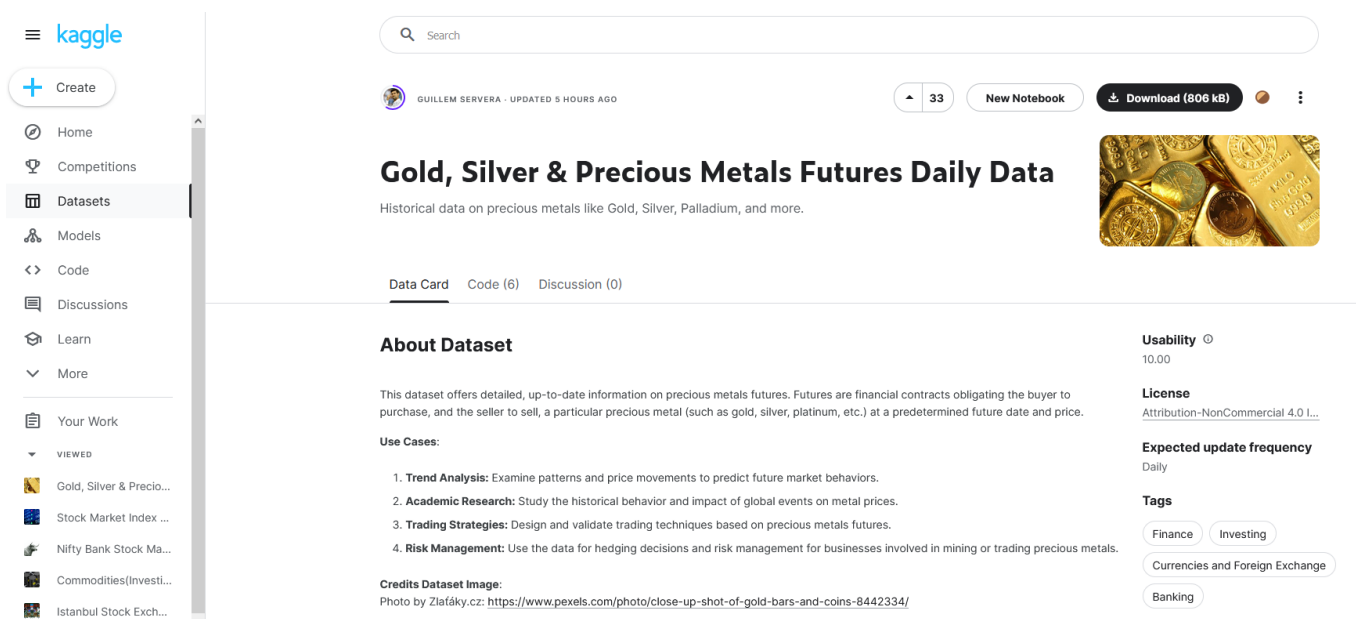 kaggle
Search
Create
GUILLEM SERVERA · UPDATED 5 HOURS AGO
33
New Notebook
Download (806 kB)
Home
Competitions
Datasets
Models
Code
Discussions
Learn
More
Your Work
VIEWED
Gold, Silver & Precio...
Stock Market Index ...
Nifty Bank Stock Ma...
Commodities(Investi...
Istanbul Stock Exch...
Gold, Silver & Precious Metals Futures Daily Data
Historical data on precious metals like Gold, Silver, Palladium, and more.
Data Card
Code (6)
Discussion (0)
About Dataset
This dataset offers detailed, up-to-date information on precious metals futures. Futures are financial contracts obligating the buyer to
purchase, and the seller to sell, a particular precious metal (such as gold, silver, platinum, etc.) at a predetermined future date and price.
Use Cases:
1. Trend Analysis: Examine patterns and price movements to predict future market behaviors.
2. Academic Research: Study the historical behavior and impact of global events on metal prices.
3. Trading Strategies: Design and validate trading techniques based on precious metals futures.
4. Risk Management: Use the data for hedging decisions and risk management for businesses involved in mining or trading precious metals.
Credits Dataset Image:
Photo by Zlaťáky.cz: https://www.pexels.com/photo/close-up-shot-of-gold-bars-and-coins-8442334/
Usability
10.00
License
Attribution-NonCommercial 4.0 I...
Expected update frequency
Daily
Tags
Finance
Investing
Currencies and Foreign Exchange
Banking